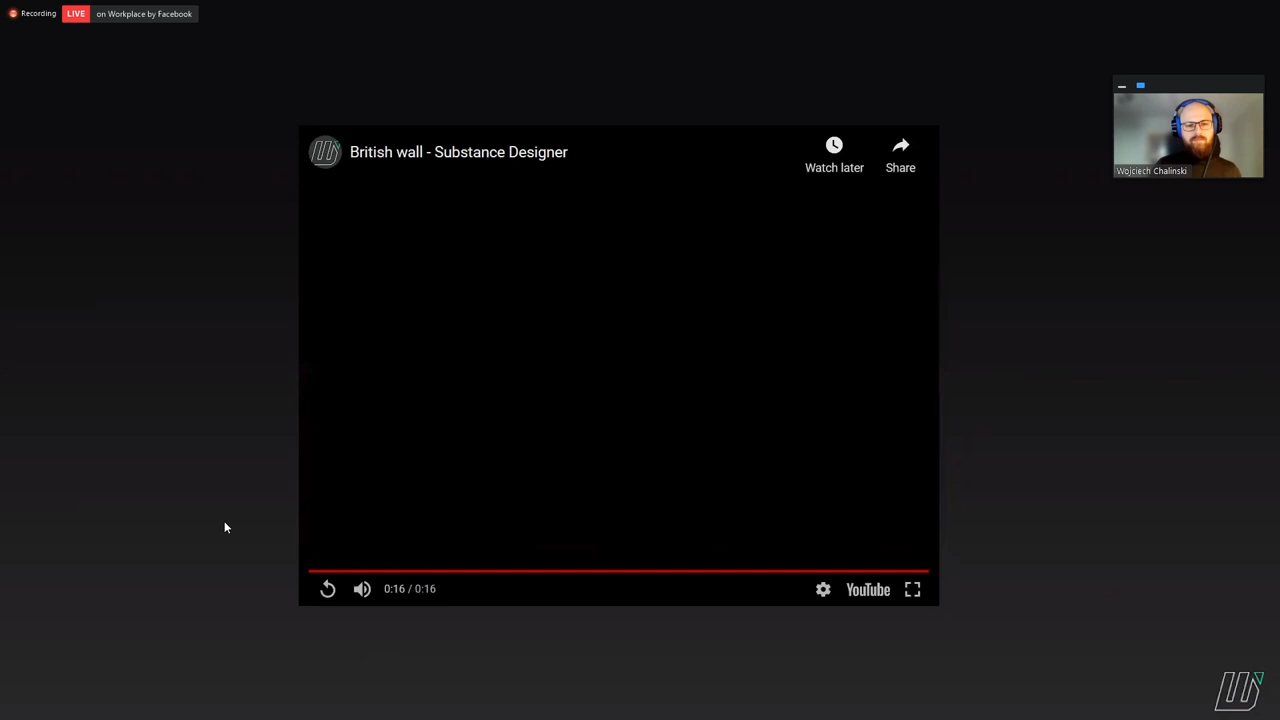 Recording
LIVE on Workplace by Facebook
British wall - Substance Designer
Watch later
Share
Wojciech Chalinski
0:16 / 0:16
YouTube